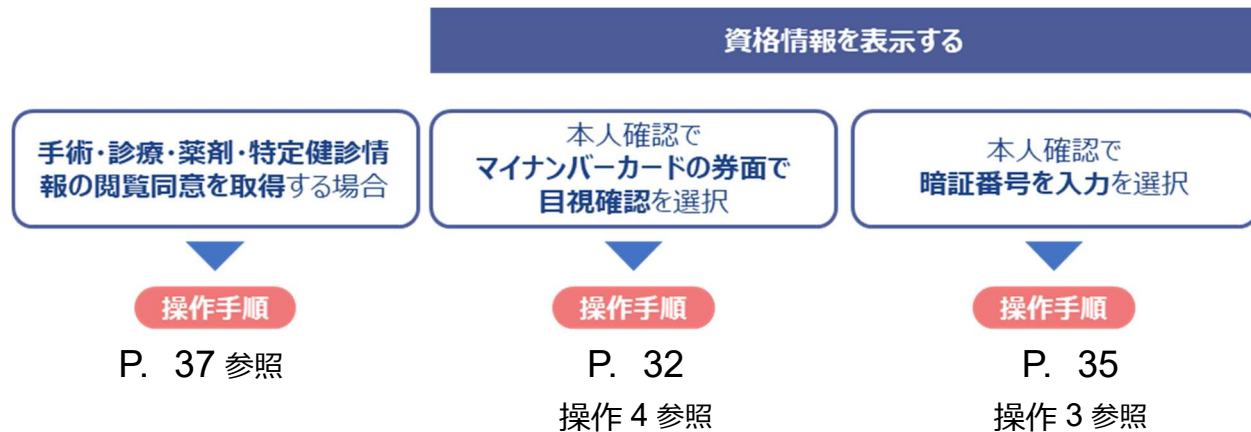 資格情報を表示する
手術・診療・薬剤・特定健診情
報の閲覧同意を取得する場合
操作手順
P. 37 参照
本人確認で
マイナンバーカードの券面で
目視確認を選択
操作手順
P. 32
操作 4 参照
本人確認で
暗証番号を入力を選択
操作手順
P. 35
操作 3 参照